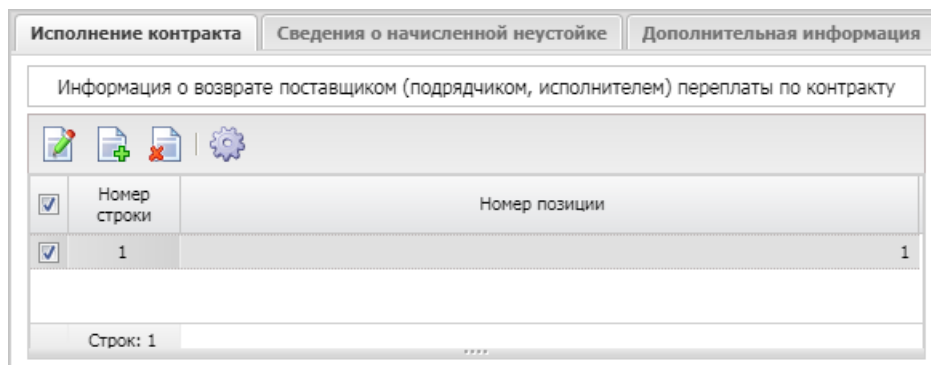 Исполнение контракта Сведения о начисленной неустойке Дополнительная информация
Информация о возврате поставщиком (подрядчиком, исполнителем) переплаты по контракту
Номер строки Номер позиции
1 1
Строк: 1